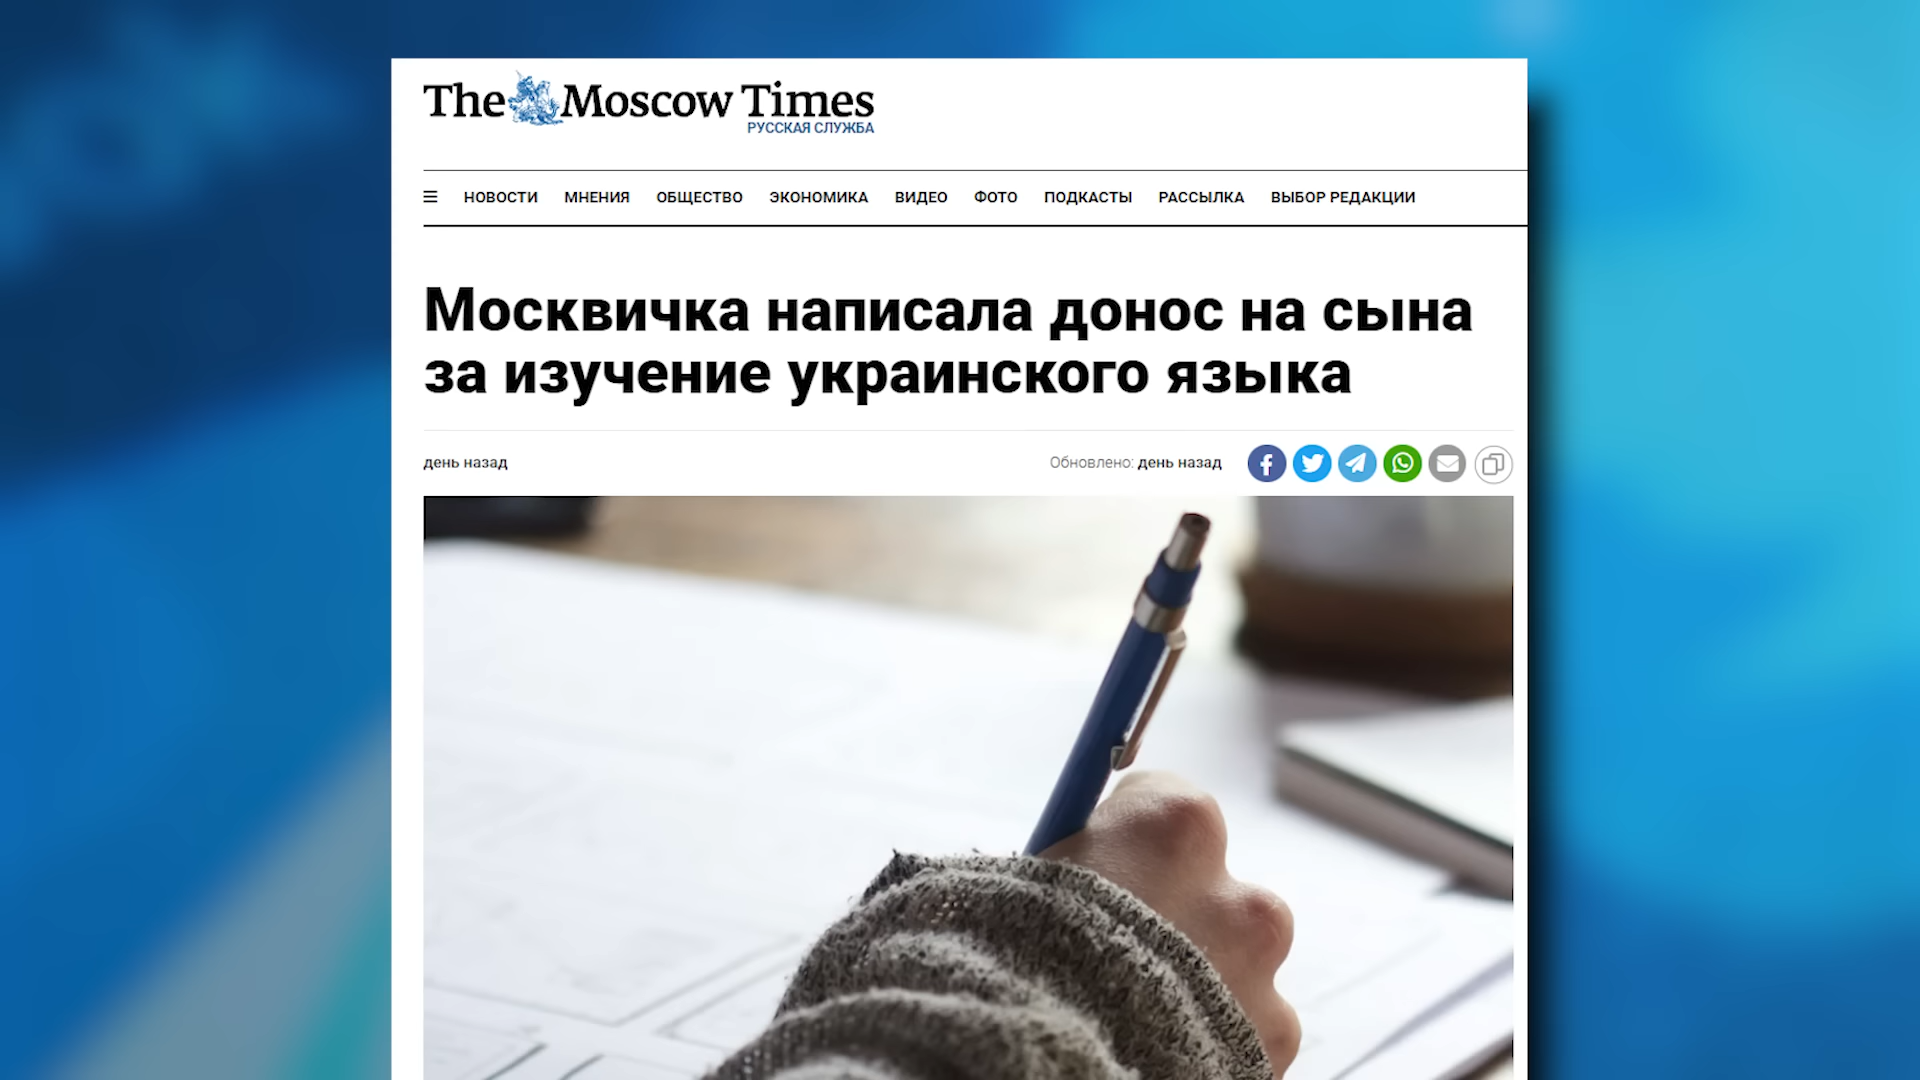 The Moscow Times
РУССКАЯ СЛУЖБА
НОВОСТИ МНЕНИЯ ОБЩЕСТВО ЭКОНОМИКА ВИДЕО ФОТО ПОДКАСТЫ РАССЫЛКА ВЫБОР РЕДАКЦИИ
Москвичка написала донос на сына
за изучение украинского языка
день назад Обновлено: день назад